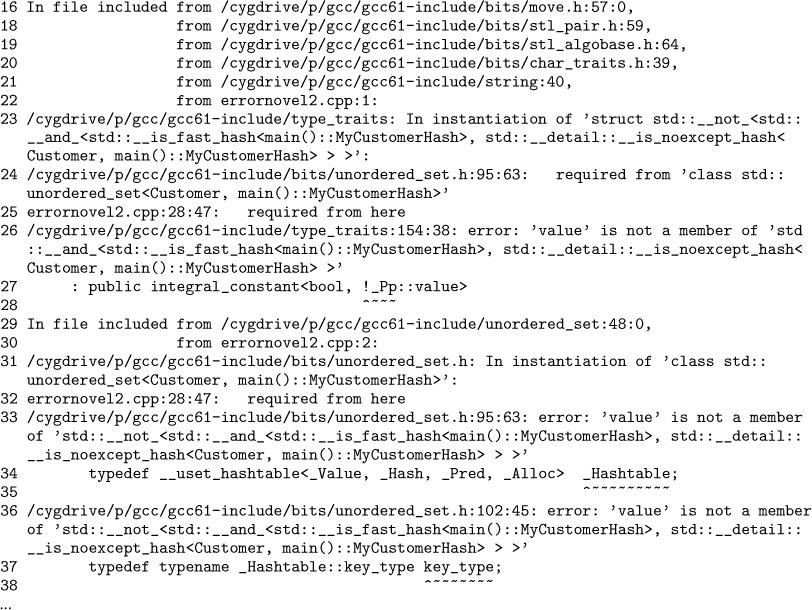 16 In file included from /cygdrive/p/gcc/gcc61-include/bits/move.h:57:0,
18                  from /cygdrive/p/gcc/gcc61-include/bits/stl_pair.h:59,
19                  from /cygdrive/p/gcc/gcc61-include/bits/stl_algobase.h:64,
20                  from /cygdrive/p/gcc/gcc61-include/bits/char_traits.h:39,
21                  from /cygdrive/p/gcc/gcc61-include/string:40,
22                  from errornovel2.cpp:1:
23 /cygdrive/p/gcc/gcc61-include/type_traits: In instantiation of 'struct std::__not_<std::
__and_<std::__is_fast_hash<main()::MyCustomerHash>, std::__detail::__is_noexcept_hash<
Customer, main()::MyCustomerHash> > >':
24 /cygdrive/p/gcc/gcc61-include/bits/unordered_set.h:95:63:   required from 'class std::
unordered_set<Customer, main()::MyCustomerHash>'
25 errornovel2.cpp:28:47:   required from here
26 /cygdrive/p/gcc/gcc61-include/type_traits:154:38: error: 'value' is not a member of 'std
::__and_<std::__is_fast_hash<main()::MyCustomerHash>, std::__detail::__is_noexcept_hash<
Customer, main()::MyCustomerHash> >'
27      : public integral_constant<bool, !_Pp::value>
28                                       ^~~~
29 In file included from /cygdrive/p/gcc/gcc61-include/unordered_set:48:0,
30                  from errornovel2.cpp:2:
31 /cygdrive/p/gcc/gcc61-include/bits/unordered_set.h: In instantiation of 'class std::
unordered_set<Customer, main()::MyCustomerHash>':
32 errornovel2.cpp:28:47:   required from here
33 /cygdrive/p/gcc/gcc61-include/bits/unordered_set.h:95:63: error: 'value' is not a member
of 'std::__not_<std::__and_<std::__is_fast_hash<main()::MyCustomerHash>, std::__detail::
__is_noexcept_hash<Customer, main()::MyCustomerHash> > >'
34        typedef __uset_hashtable<_Value, _Hash, _Pred, _Alloc>  _Hashtable;
35                                                                ^~~~~~~~~~
36 /cygdrive/p/gcc/gcc61-include/bits/unordered_set.h:102:45: error: 'value' is not a member
of 'std::__not_<std::__and_<std::__is_fast_hash<main()::MyCustomerHash>, std::__detail::
__is_noexcept_hash<Customer, main()::MyCustomerHash> > >'
37        typedef typename _Hashtable::key_type key_type;
38                                              ^~~~~~~~
...